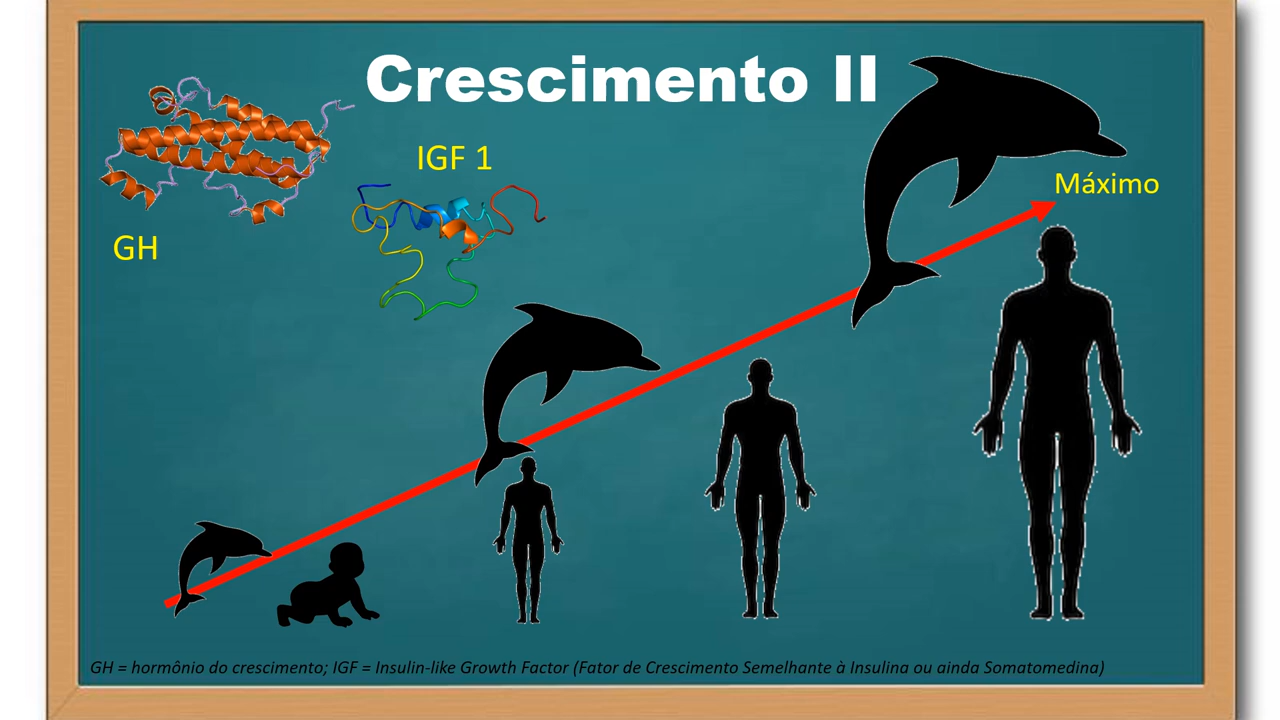 Crescimento II
IGF 1
Máximo
GH
GH = hormônio do crescimento; IGF = Insulin-like Growth Factor (Fator de Crescimento Semelhante à Insulina ou ainda Somatomedina)